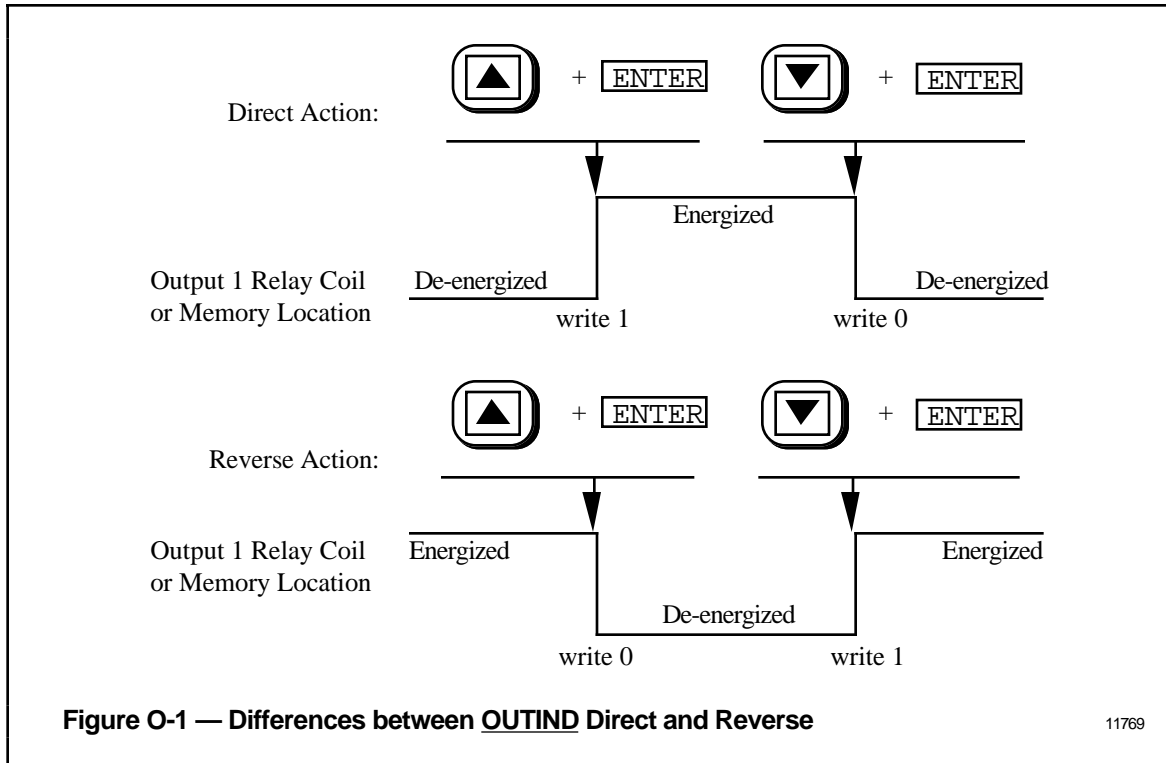 + ENTER + ENTER
Direct Action:
Energized
Output 1 Relay Coil De-energized De-energized
or Memory Location
write 1 write 0
+ ENTER + ENTER
Reverse Action:
Output 1 Relay Coil Energized Energized
or Memory Location
De-energized
write 0 write 1
Figure O-1 — Differences between OUTIND Direct and Reverse 11769